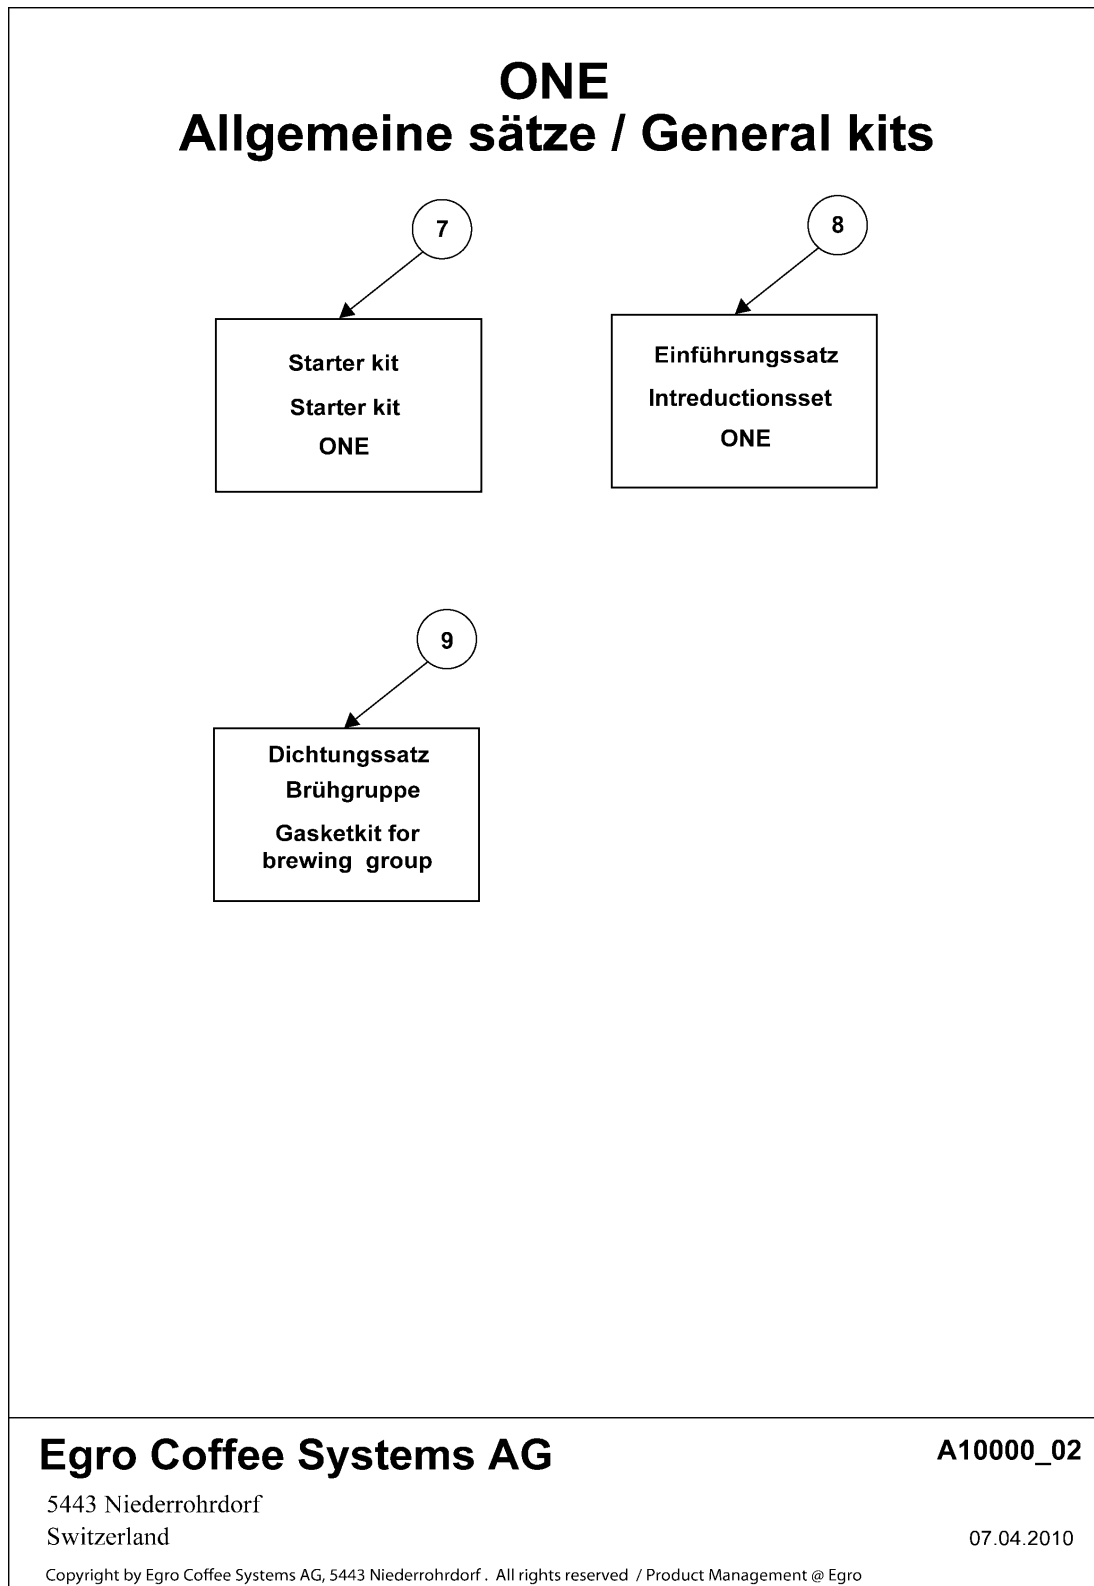 ONE
Allgemeine sätze / General kits
7
8
Starter kit
Starter kit
ONE
Einführungssatz
Intreductionsset
ONE
9
Dichtungssatz
Brühgruppe
Gasketkit for
brewing group
Egro Coffee Systems AG
A10000_02
5443 Niederrohrdorf
Switzerland
07.04.2010
Copyright by Egro Coffee Systems AG, 5443 Niederrohrdorf . All rights reserved / Product Management @ Egro